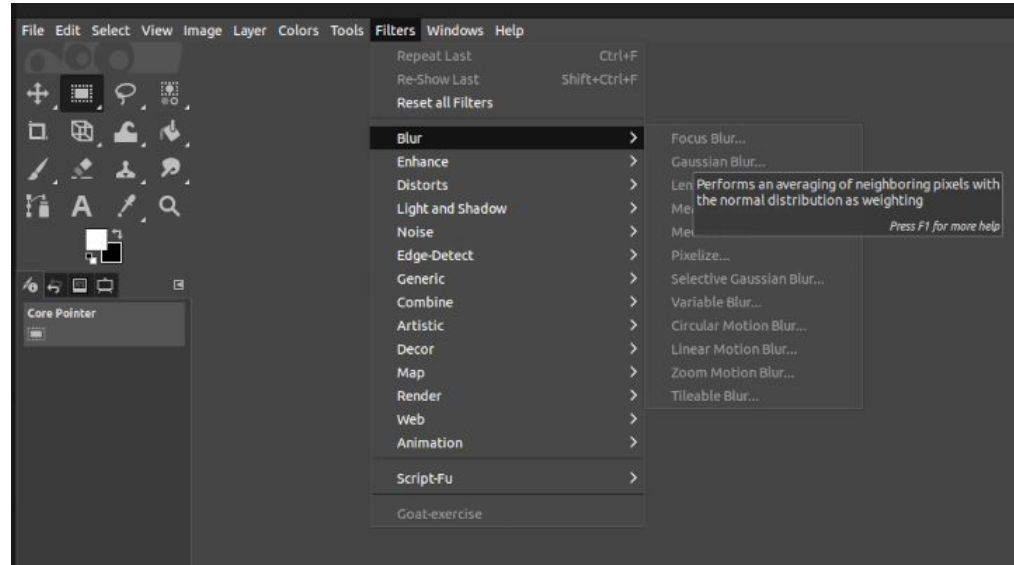 File Edit Select View Image Layer Colors Tools Filters Windows Help
Repeat Last Ctrl+F
Re-Show Last Shift+Ctrl+F
Reset all Filters
Blur
Enhance
Distorts
Light and Shadow
Noise
Edge-Detect
Generic
Combine
Artistic
Decor
Map
Render
Web
Animation
Script-Fu
Goat-exercise
Focus Blur...
Gaussian Blur...
Len
Performs an averaging of neighboring pixels with
the normal distribution as weighting
Press F1 for more help
Pixelize...
Selective Gaussian Blur...
Variable Blur...
Circular Motion Blur...
Linear Motion Blur...
Zoom Motion Blur...
Tileable Blur...
Core Pointer